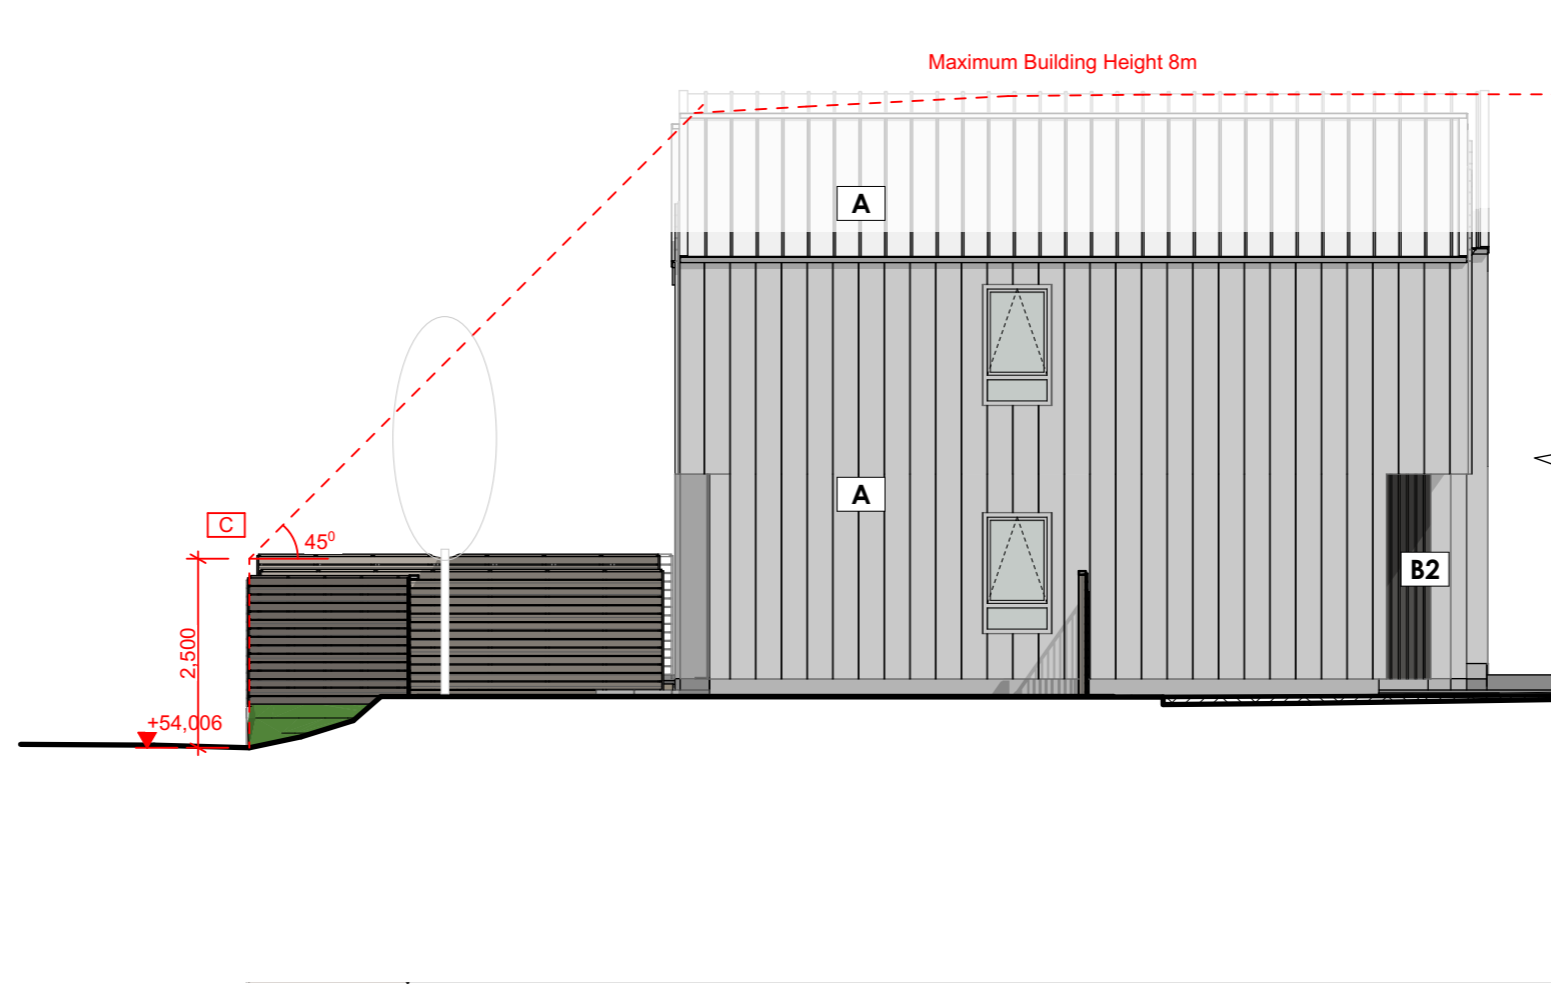 Maximum Building Height 8m
A
A
C
45⁰
B2
2,500
+54,006